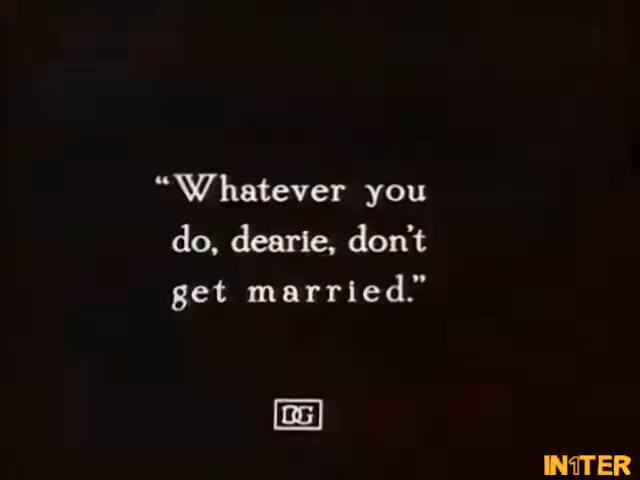 “Whatever you
do, dearie, don't
get married.”
DG
IN1TER